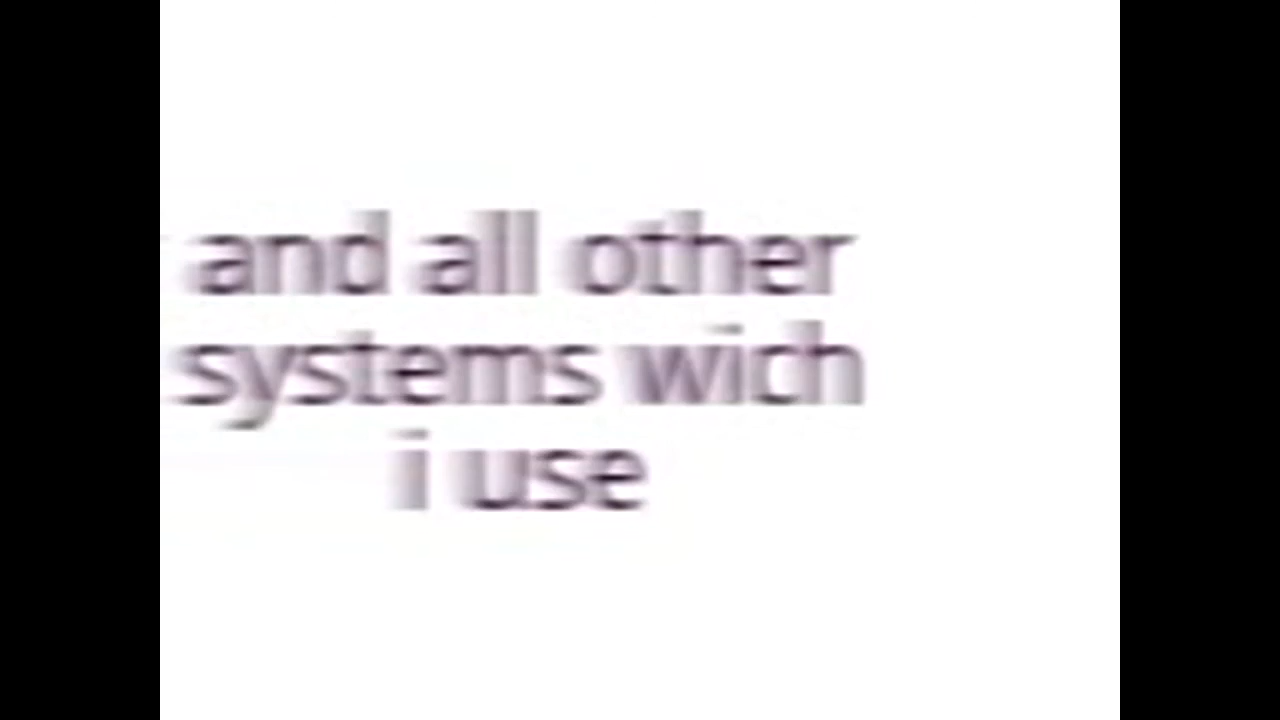 and all other
systems wich
i use